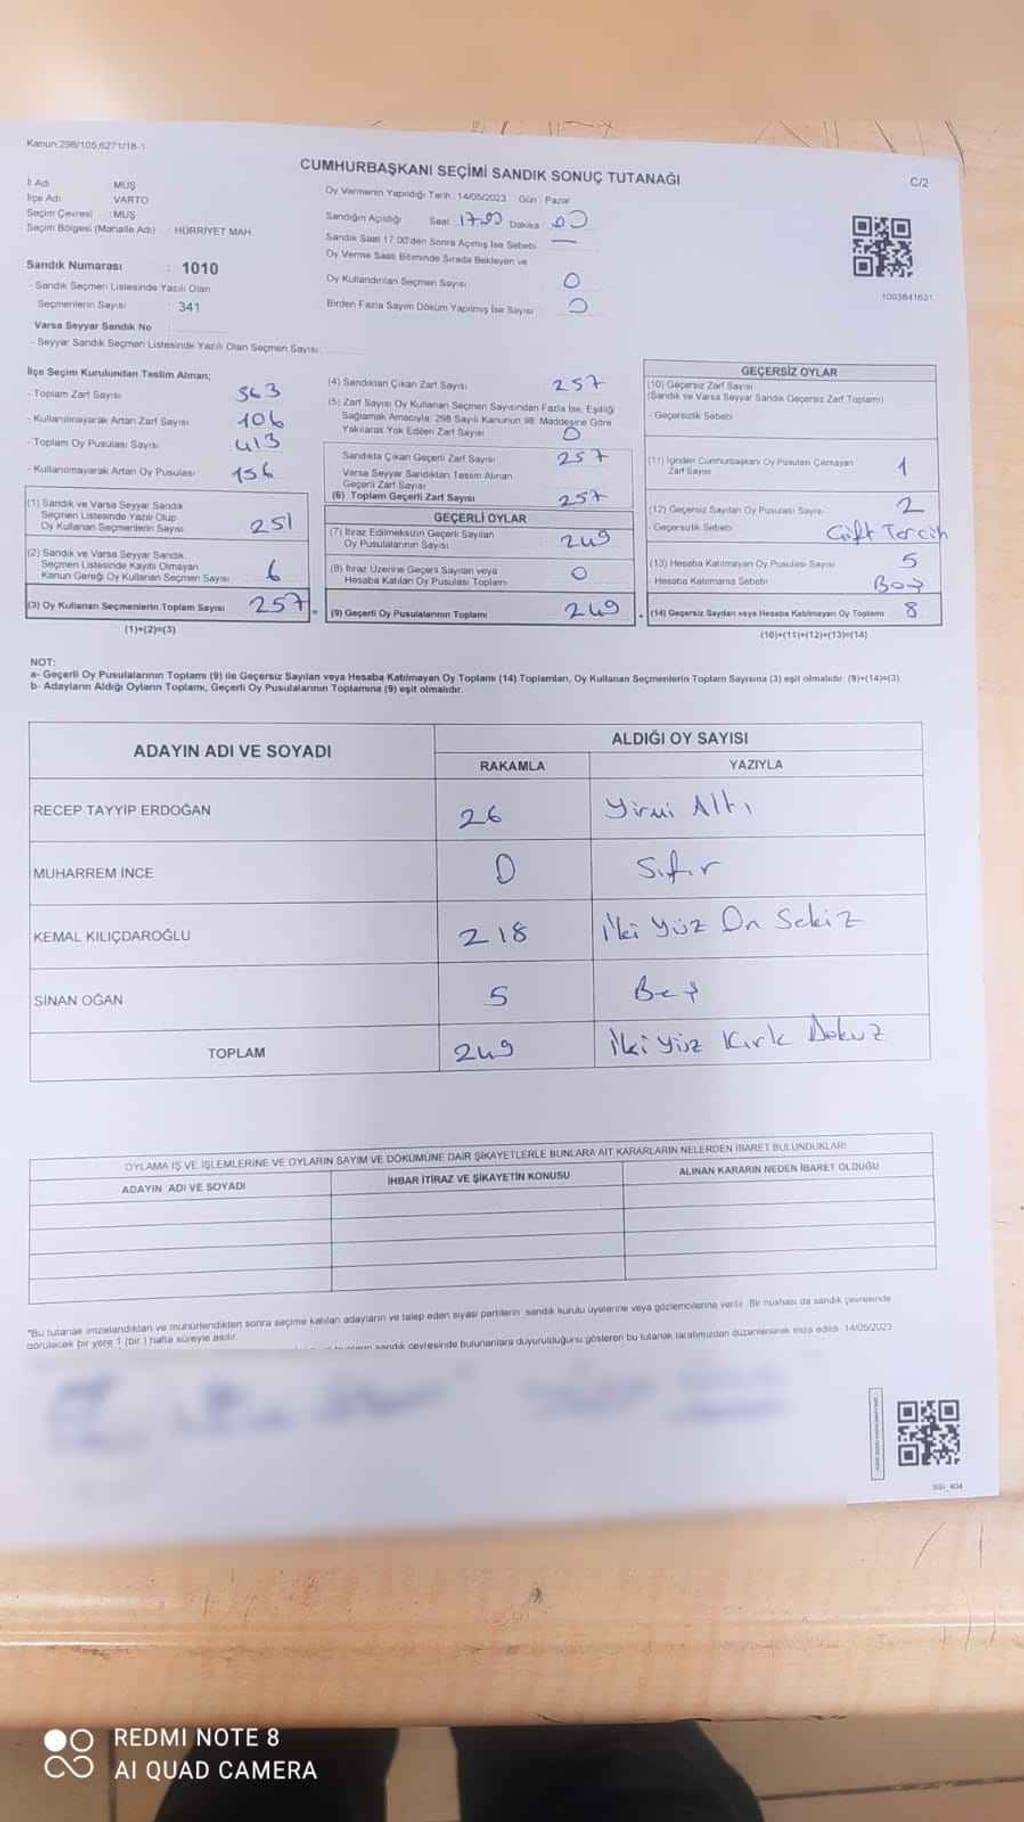 Kanun:298/105,6271/18-1
CUMHURBAŞKANI SEÇİMİ SANDIK SONUÇ TUTANAĞI
C/2
İl Adı MUŞ
İlçe Adı VARTO
Seçim Çevresi :MUŞ
Seçim Bölgesi (Mahalle Adı) : HÜRRİYET MAH.
Sandık Numarası : 1010
- Sandık Seçmen Listesinde Yazılı Olan
Seçmenlerin Sayısı : 341
Varsa Seyyar Sandık No
- Seyyar Sandık Seçmen Listesinde Yazılı Olan Seçmen Sayısı:
Oy Vermenin Yapıldığı Tarih : 14/05/2023 Gün : Pazar
Sandığın Açıldığı Saat : 17.00 Dakika : 00
Sandık Saat 17.00'den Sonra Açılmış İse Sebebi —
Oy Verme Saati Bitiminde Sırada Bekleyen ve
Oy Kullandırılan Seçmen Sayısı 0
Birden Fazla Sayım Döküm Yapılmış İse Sayısı 0
1003841631
İlçe Seçim Kurulundan Teslim Alınan;
- Toplam Zarf Sayısı 363
- Kullanılmayarak Artan Zarf Sayısı 106
- Toplam Oy Pusulası Sayısı 413
- Kullanılmayarak Artan Oy Pusulası 156
(1) Sandık ve Varsa Seyyar Sandık
Seçmen Listesinde Yazılı Olup
Oy Kullanan Seçmenlerin Sayısı 251
(2) Sandık ve Varsa Seyyar Sandık
Seçmen Listesinde Kayıtlı Olmayan
Kanun Gereği Oy Kullanan Seçmen Sayısı 6
(3) Oy Kullanan Seçmenlerin Toplam Sayısı 257
(1)+(2)=(3)
(4) Sandıktan Çıkan Zarf Sayısı 257
(5) Zarf Sayısı Oy Kullanan Seçmen Sayısından Fazla İse, Eşitliği
Sağlamak Amacıyla, 298 Sayılı Kanunun 98. Maddesine Göre
Yakılarak Yok Edilen Zarf Sayısı 0
Sandıkta Çıkan Geçerli Zarf Sayısı 257
Varsa Seyyar Sandıktan Teslim Alınan
Geçerli Zarf Sayısı
(6) Toplam Geçerli Zarf Sayısı 257
GEÇERLİ OYLAR
(7) İtiraz Edilmeksizin Geçerli Sayılan
Oy Pusulalarının Sayısı 249
(8) İtiraz Üzerine Geçerli Sayılan veya
Hesaba Katılan Oy Pusulası Toplamı 0
(9) Geçerli Oy Pusulalarının Toplamı 249
GEÇERSİZ OYLAR
(10) Geçersiz Zarf Sayısı
(Sandık ve Varsa Seyyar Sandık Geçersiz Zarf Toplamı)
- Geçersizlik Sebebi
(11) İçinden Cumhurbaşkanı Oy Pusulası Çıkmayan
Zarf Sayısı 1
(12) Geçersiz Sayılan Oy Pusulası Sayısı 2
- Geçersizlik Sebebi Çift Tercih
(13) Hesaba Katılmayan Oy Pusulası Sayısı 5
- Hesaba Katılmama Sebebi Boş
(14) Geçersiz Sayılan veya Hesaba Katılmayan Oy Toplamı 8
(10)+(11)+(12)+(13)=(14)
NOT:
a- Geçerli Oy Pusulalarının Toplamı (9) ile Geçersiz Sayılan veya Hesaba Katılmayan Oy Toplamı (14) Toplamları, Oy Kullanan Seçmenlerin Toplam Sayısına (3) eşit olmalıdır. (9)+(14)=(3)
b- Adayların Aldığı Oyların Toplamı, Geçerli Oy Pusulalarının Toplamına (9) eşit olmalıdır.
ADAYIN ADI VE SOYADI
ALDIĞI OY SAYISI
RAKAMLA YAZIYLA
RECEP TAYYİP ERDOĞAN 26 Yirmi Altı
MUHARREM İNCE 0 Sıfır
KEMAL KILIÇDAROĞLU 218 İki Yüz On Sekiz
SİNAN OĞAN 5 Beş
TOPLAM 249 İki Yüz Kırk Dokuz
OYLAMA İŞ VE İŞLEMLERİNE VE OYLARIN SAYIM VE DÖKÜMÜNE DAİR ŞİKAYETLERLE BUNLARA AİT KARARLARIN NELERDEN İBARET BULUNDUKLARI
ADAYIN ADI VE SOYADI İHBAR İTİRAZ VE ŞİKAYETİN KONUSU ALINAN KARARIN NEDEN İBARET OLDUĞU
"Bu tutanak imzalandıktan ve mühürlendikten sonra seçime katılan adayların ve talep eden siyasi partilerin, sandık kurulu üyelerine veya gözlemcilerine verilir. Bir nüshası da sandık çevresinde
görülecek bir yere 1 (bir ) hafta süreyle asılır.
sandık çevresinde bulunanlara duyurulduğunu gösteren bu tutanak tarafımızdan düzenlenerek imza edildi. 14/05/2023
REDMI NOTE 8
AI QUAD CAMERA